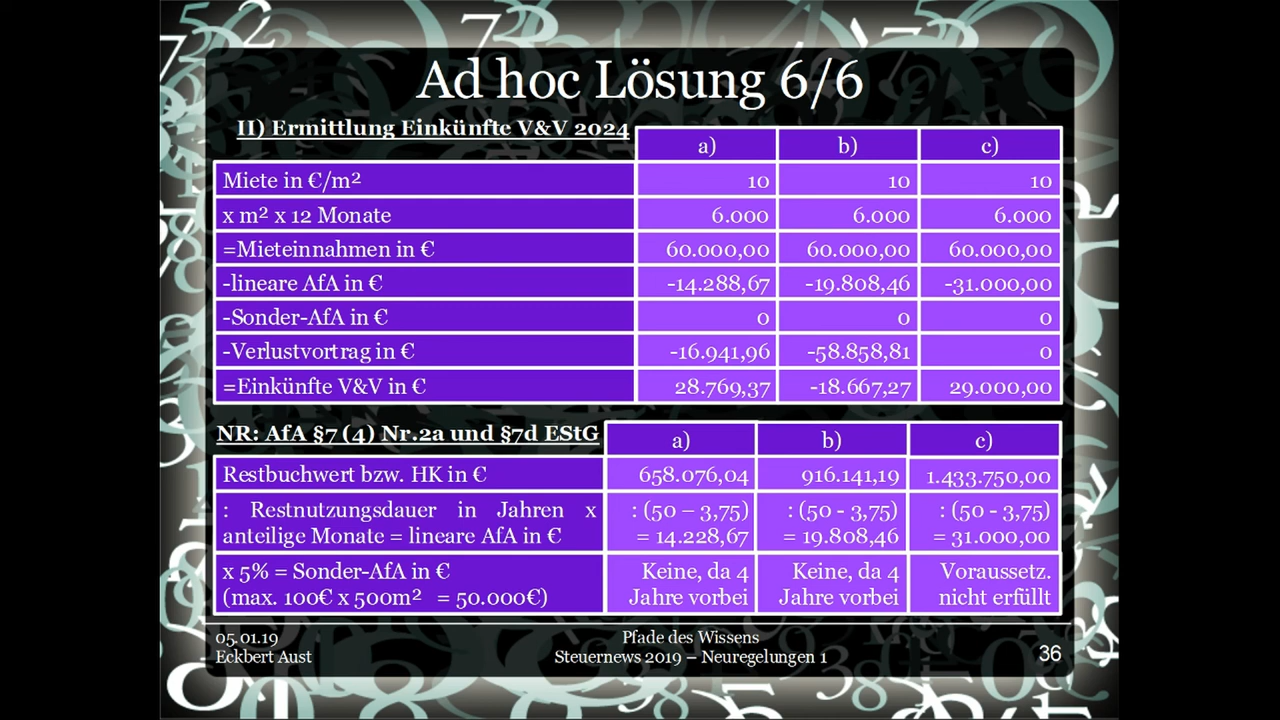 Ad hoc Lösung 6/6
II) Ermittlung Einkünfte V&V 2024
a) b) c)
Miete in €/m² 10 10 10
x m² x 12 Monate 6.000 6.000 6.000
=Mieteinnahmen in € 60.000,00 60.000,00 60.000,00
-lineare AfA in € -14.288,67 -19.808,46 -31.000,00
-Sonder-AfA in € 0 0 0
-Verlustvortrag in € -16.941,96 -58.858,81 0
=Einkünfte V&V in € 28.769,37 -18.667,27 29.000,00
NR: AfA §7 (4) Nr.2a und §7d EStG
a) b) c)
Restbuchwert bzw. HK in € 658.076,04 916.141,19 1.433.750,00
: Restnutzungsdauer in Jahren x : (50 – 3,75) : (50 - 3,75) : (50 - 3,75)
anteilige Monate = lineare AfA in € = 14.228,67 = 19.808,46 = 31.000,00
x 5% = Sonder-AfA in € Keine, da 4 Keine, da 4 Voraussetz.
(max. 100€ x 500m² = 50.000€) Jahre vorbei Jahre vorbei nicht erfüllt
05.01.19 Pfade des Wissens
Eckbert Aust Steuernews 2019 – Neuregelungen 1 36